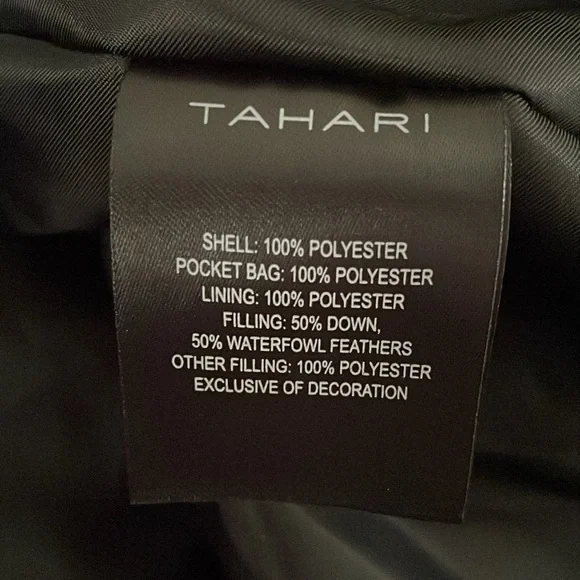 TAHARI
SHELL: 100% POLYESTER
POCKET BAG: 100% POLYESTER
LINING: 100% POLYESTER
FILLING: 50% DOWN,
50% WATERFOWL FEATHERS
OTHER FILLING: 100% POLYESTER
EXCLUSIVE OF DECORATION